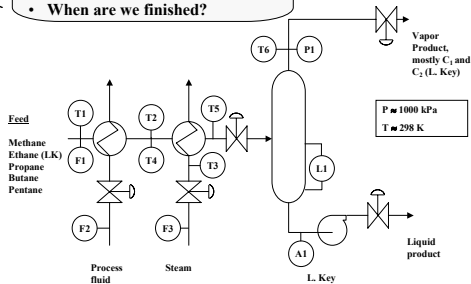 • When are we finished?
T6
P1
Vapor
Product,
mostly C₁ and
C₂ (L. Key)
P ≈ 1000 kPa
T ≈ 298 K
Feed
Methane
Ethane (LK)
Propane
Butane
Pentane
T1
F1
T2
T4
T5
T3
L1
F2
F3
A1
Process
fluid
Steam
L. Key
Liquid
product